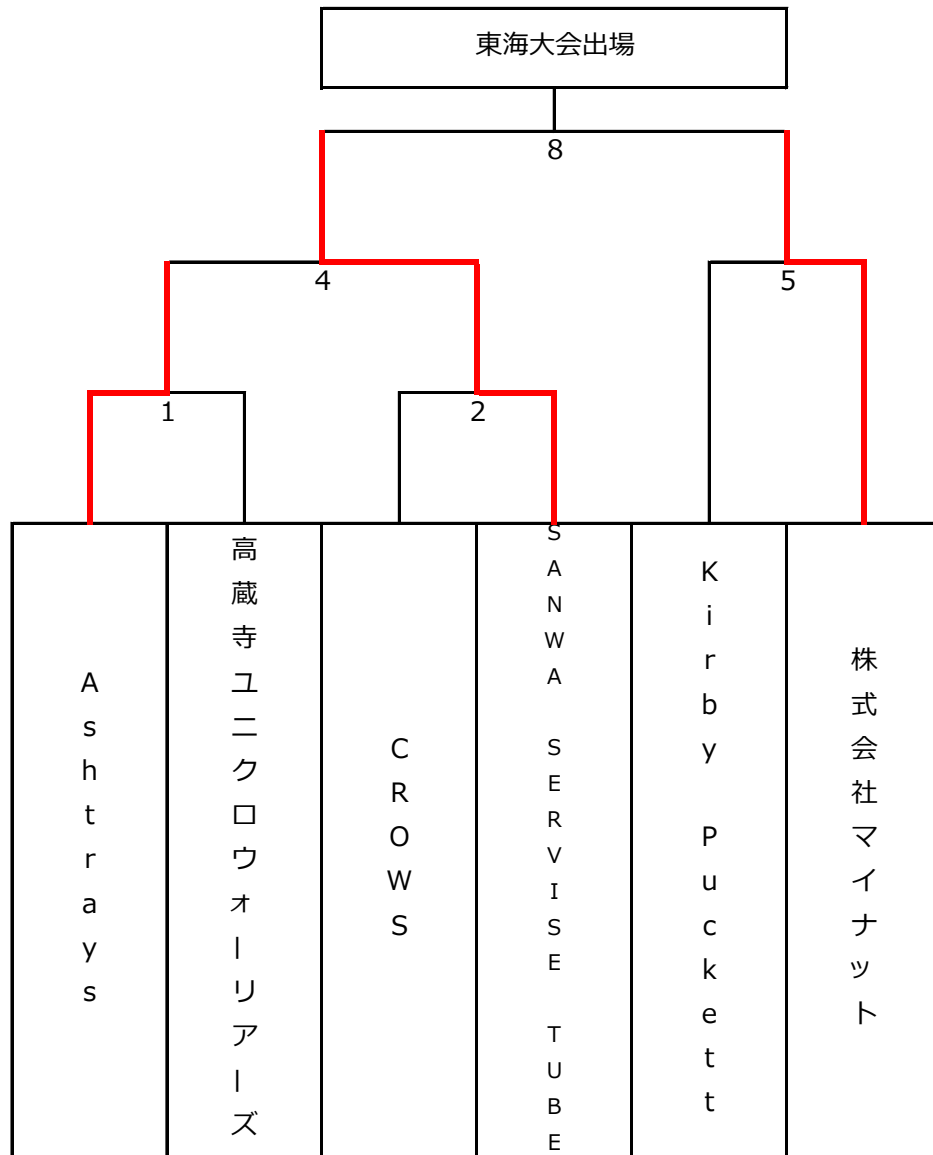 東海大会出場
8
4
5
1
2
Ashtrays
高蔵寺ユニクロウォーリアーズ
CROWS
SANWA SERVISE TUBE
Kirby Puckett
株式会社マイナット